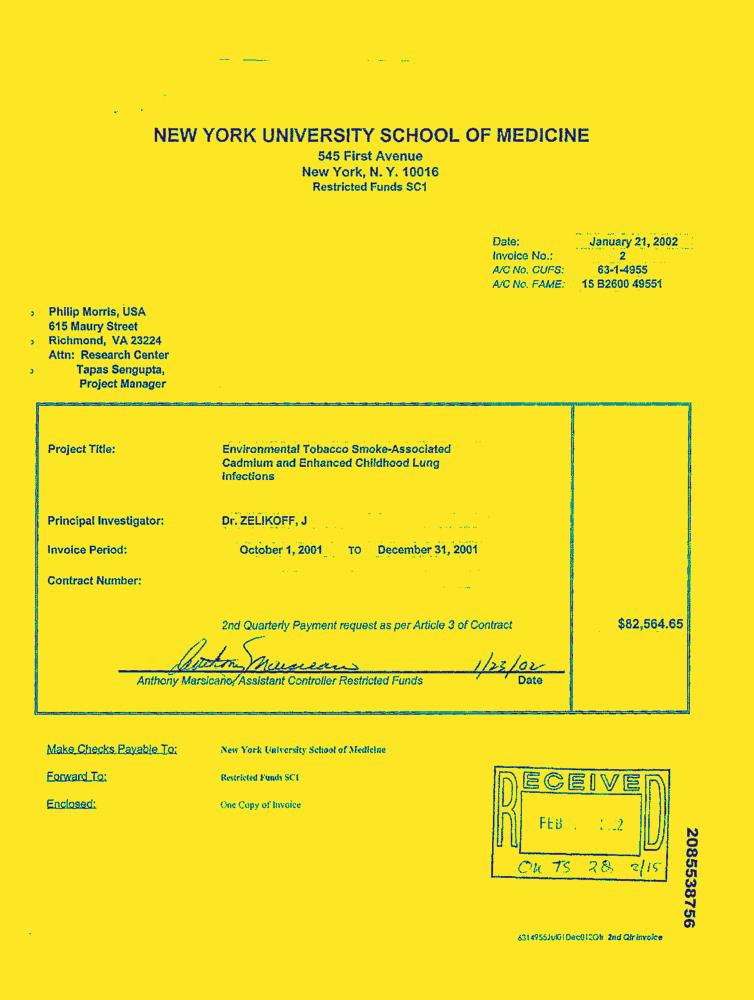 NEW YORK UNIVERSITY SCHOOL OF MEDICINE
545 First Avenue
New York, N. Y. 10016
Restricted Funds SC1
Date: January 21, 2002
Invoice No.: 2
A/C No. CUFS: 63-1-4955
A/C No. FAME: 15 B2600 49551
Philip Morris, USA
615 Maury Street
Richmond, VA 23224
Attn: Research Center
Tapas Sengupta,
Project Manager
Project Title: Environmental Tobacco Smoke-Associated
Cadmium and Enhanced Childhood Lung
Infections
Principal Investigator: Dr. ZELIKOFF, J
Invoice Period: October 1, 2001 TO December 31, 2001
Contract Number:
2nd Quarterly Payment request as per Article 3 of Contract $82,564.65
Anthony Marsicano 1/23/02
Anthony Marsicano, Assistant Controller Restricted Funds Date
Make Checks Payable To: New York University School of Medicine
Forward To: Restricted Funds SC1
Enclosed: One Copy of Invoice
RECEIVED
FEB
OK TS 2/15
2085538756
2nd Qtr Invoice